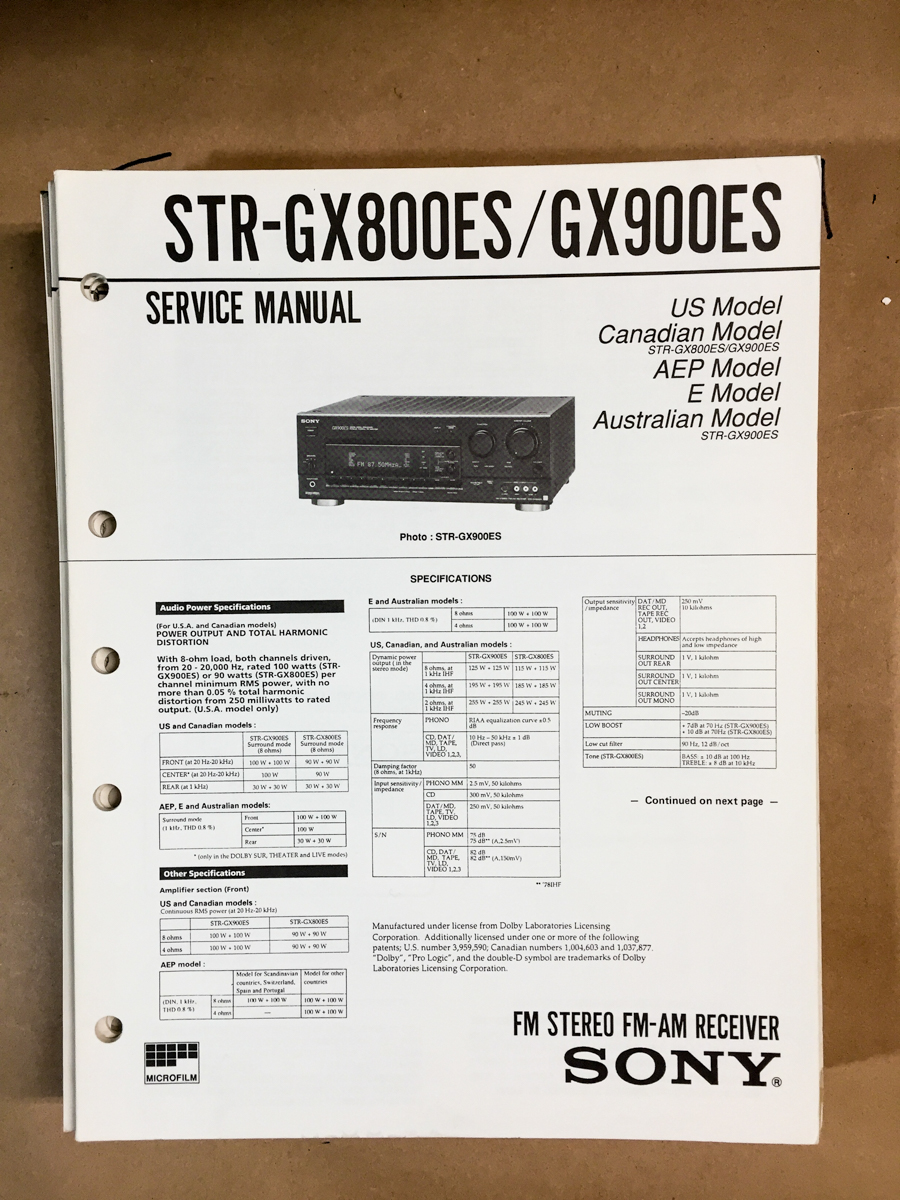 STR-GX800ES/GX900ES
SERVICE MANUAL
US Model
Canadian Model
STR-GX800ES/GX900ES
AEP Model
E Model
Australian Model
STR-GX900ES
SONY
FM 87.50MHz
Photo : STR-GX900ES
SPECIFICATIONS
Audio Power Specifications
(For U.S.A. and Canadian models)
POWER OUTPUT AND TOTAL HARMONIC
DISTORTION
With 8-ohm load, both channels driven,
from 20 - 20,000 Hz, rated 100 watts (STR-
GX900ES) or 90 watts (STR-GX800ES) per
channel minimum RMS power, with no
more than 0.05 % total harmonic
distortion from 250 milliwatts to rated
output. (U.S.A. model only)
US and Canadian models :
STR-GX900ES Surround mode (8 ohms) STR-GX800ES Surround mode (8 ohms)
FRONT (at 20 Hz-20 kHz) 100 W + 100 W 90 W + 90 W
CENTER* (at 20 Hz-20 kHz) 100 W 90 W
REAR (at 1 kHz) 30 W + 30 W 30 W + 30 W
AEP, E and Australian models:
Surround mode (1 kHz, THD 0.8 %)
Front 100 W + 100 W
Center* 100 W
Rear 30 W + 30 W
* (only in the DOLBY SUR, THEATER and LIVE modes)
Other Specifications
Amplifier section (Front)
US and Canadian models :
Continuous RMS power (at 20 Hz-20 kHz)
STR-GX900ES STR-GX800ES
8 ohms 100 W + 100 W 90 W + 90 W
4 ohms 100 W + 100 W 90 W + 90 W
AEP model :
Model for Scandinavian countries, Switzerland, Spain and Portugal Model for other countries
(DIN, 1 kHz, THD 0.8 %) 8 ohms 100 W + 100 W 100 W + 100 W
4 ohms — 100 W + 100 W
MICROFILM
E and Australian models :
(DIN 1 kHz, THD 0.8 %) 8 ohms 100 W + 100 W
4 ohms 100 W + 100 W
US, Canadian, and Australian models :
Dynamic power output ( in the stereo mode) STR-GX900ES STR-GX800ES
8 ohms, at 1 kHz IHF 125 W + 125 W 115 W + 115 W
4 ohms, at 1 kHz IHF 195 W + 195 W 185 W + 185 W
2 ohms, at 1 kHz IHF 255 W + 255 W 245 W + 245 W
Frequency response PHONO RIAA equalization curve ±0.5 dB
CD, DAT/ MD, TAPE, TV, LD, VIDEO 1,2,3, 10 Hz – 50 kHz ± 1 dB (Direct pass)
Damping factor (8 ohms, at 1kHz) 50
Input sensitivity/ impedance PHONO MM 2.5 mV, 50 kilohms
CD 300 mV, 50 kilohms
DAT/MD, TAPE, TV, LD, VIDEO 1,2,3 250 mV, 50 kilohms
S/N PHONO MM 75 dB 75 dB** (A,2.5mV)
CD, DAT/ MD, TAPE, TV, LD, VIDEO 1,2,3 82 dB 82 dB** (A,150mV)
** '78IHF
Output sensitivity /impedance DAT/MD REC OUT, TAPE REC OUT, VIDEO 1,2 250 mV 10 kilohms
HEADPHONES Accepts headphones of high and low impedance
SURROUND OUT REAR 1 V, 1 kilohm
SURROUND OUT CENTER 1 V, 1 kilohm
SURROUND OUT MONO 1 V, 1 kilohm
MUTING –20dB
LOW BOOST + 7dB at 70 Hz (STR-GX900ES) + 10 dB at 70Hz (STR-GX800ES)
Low cut filter 90 Hz, 12 dB/oct
Tone (STR-GX800ES) BASS: ± 10 dB at 100 Hz TREBLE: ± 8 dB at 10 kHz
— Continued on next page —
Manufactured under license from Dolby Laboratories Licensing
Corporation. Additionally licensed under one or more of the following
patents; U.S. number 3,959,590; Canadian numbers 1,004,603 and 1,037,877.
"Dolby", "Pro Logic", and the double-D symbol are trademarks of Dolby
Laboratories Licensing Corporation.
FM STEREO FM-AM RECEIVER
SONY®